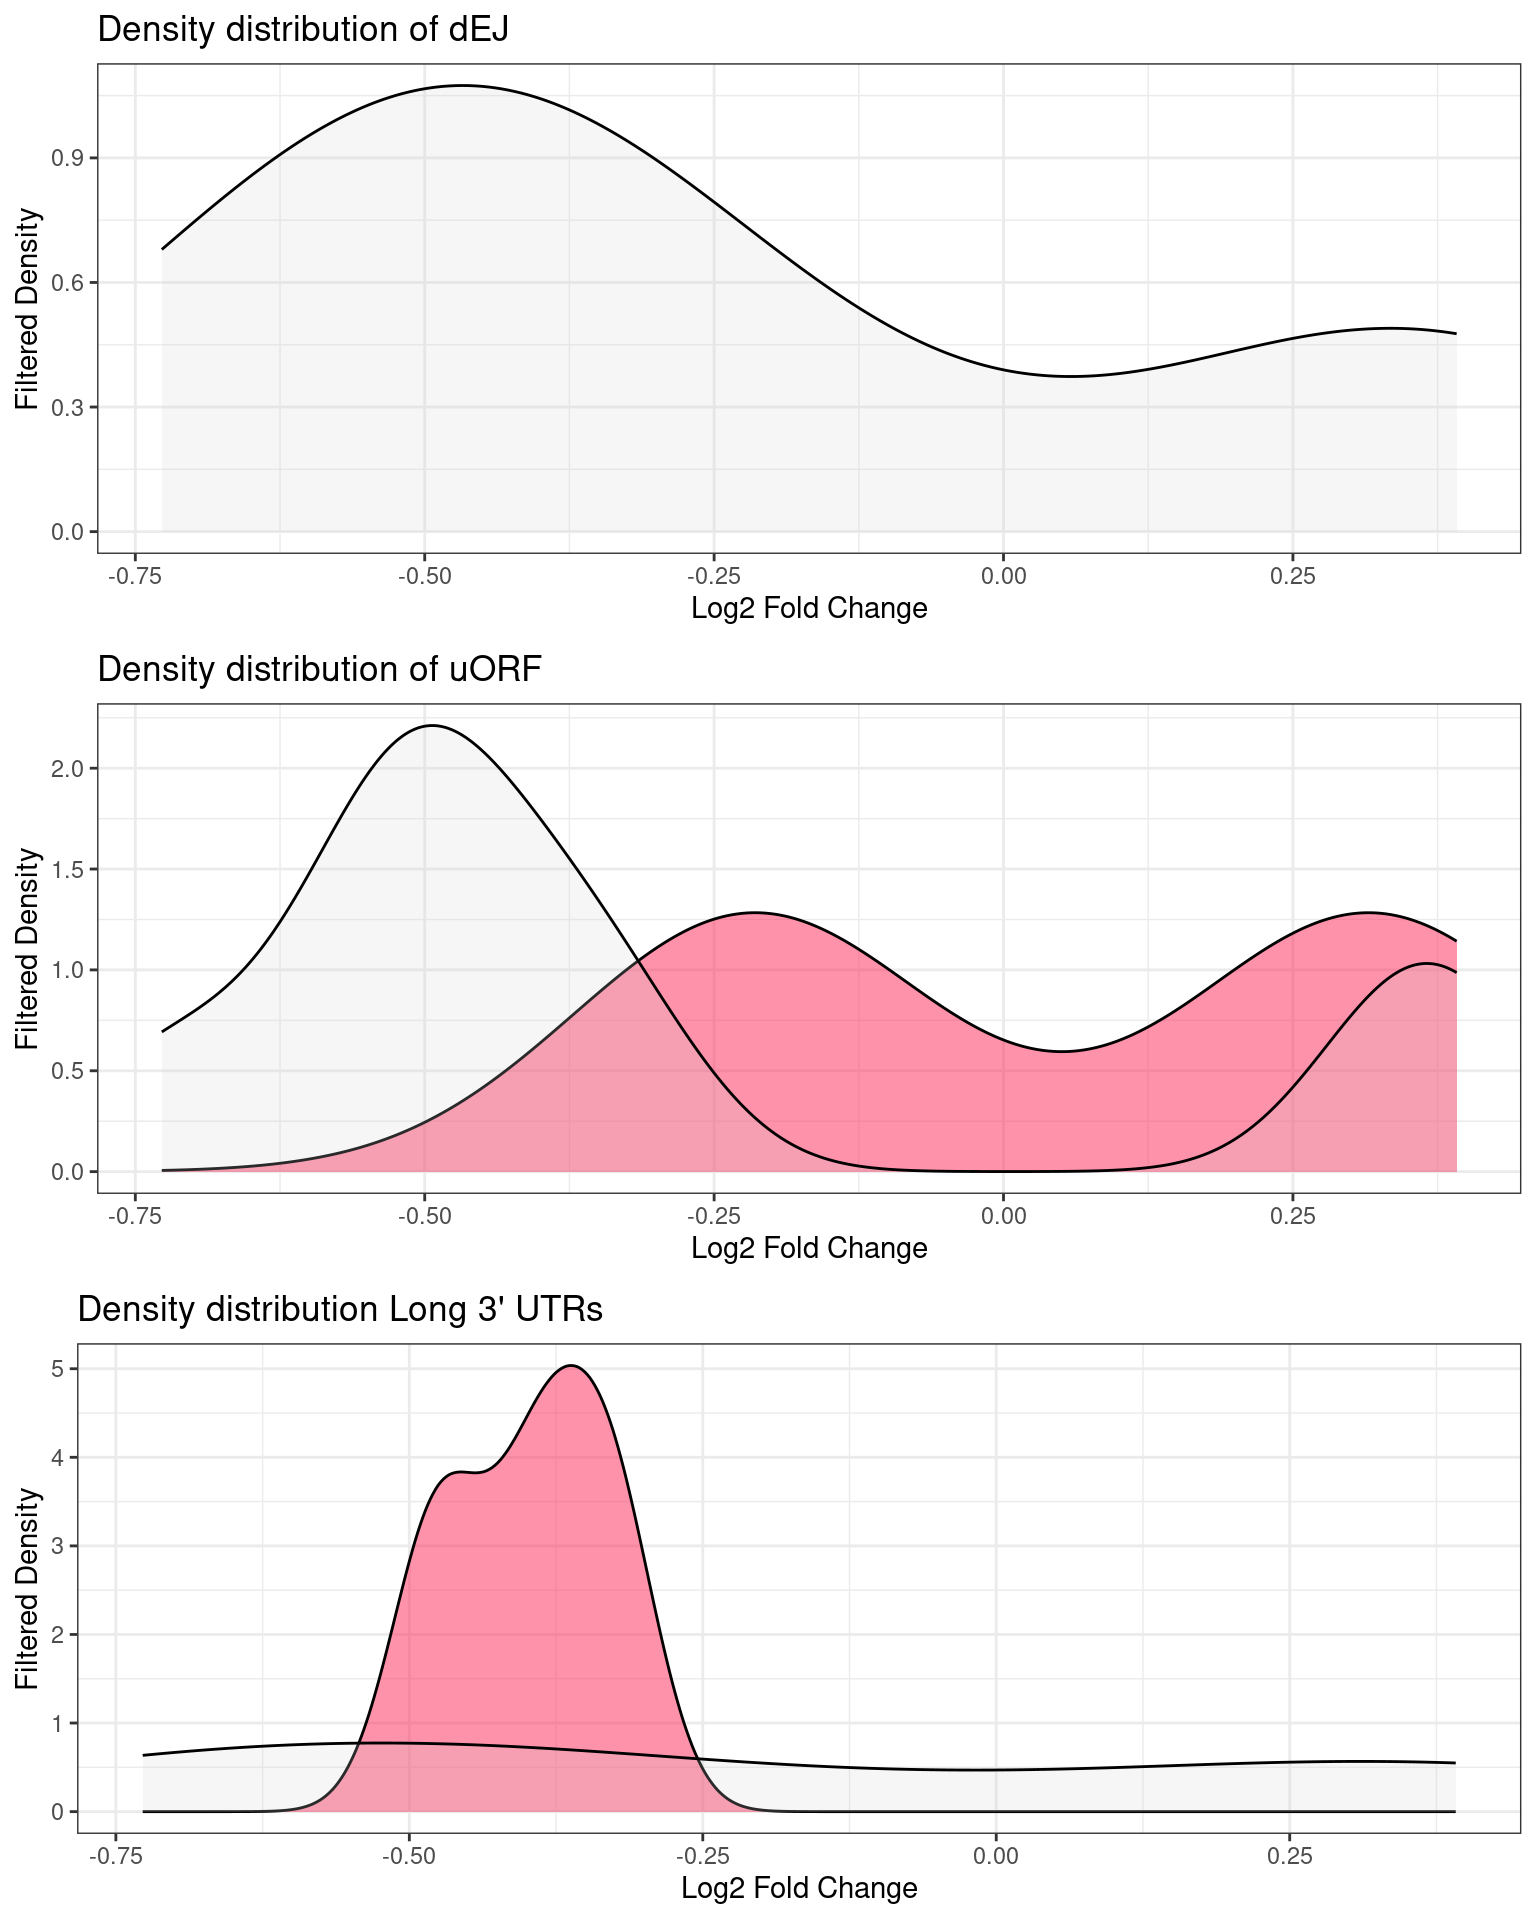 Density distribution of dEJ
Filtered Density
0.9
0.6
0.3
0.0
-0.75 -0.50 -0.25 0.00 0.25
Log2 Fold Change
Density distribution of uORF
Filtered Density
2.0
1.5
1.0
0.5
0.0
-0.75 -0.50 -0.25 0.00 0.25
Log2 Fold Change
Density distribution Long 3' UTRs
Filtered Density
5
4
3
2
1
0
-0.75 -0.50 -0.25 0.00 0.25
Log2 Fold Change